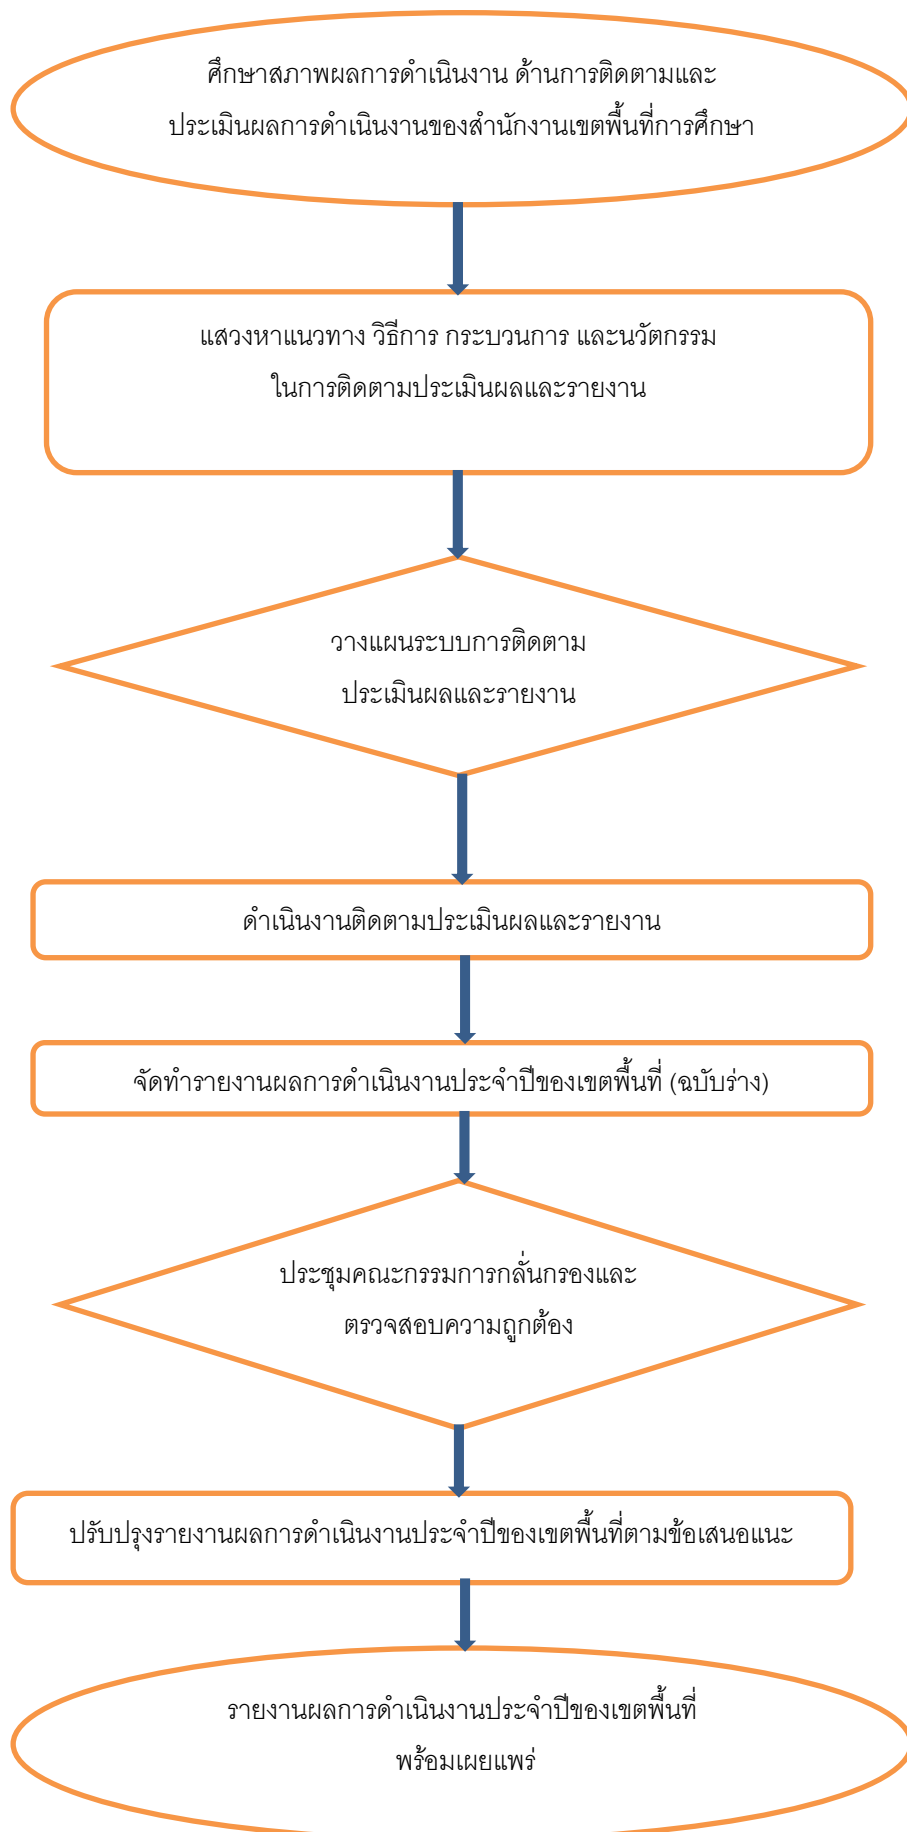 ศึกษาสภาพผลการดำเนินงาน ด้านการติดตามและ
ประเมินผลการดำเนินงานของสำนักงานเขตพื้นที่การศึกษา
แสวงหาแนวทาง วิธีการ กระบวนการ และนวัตกรรม
ในการติดตามประเมินผลและรายงาน
วางแผนระบบการติดตาม
ประเมินผลและรายงาน
ดำเนินงานติดตามประเมินผลและรายงาน
จัดทำรายงานผลการดำเนินงานประจำปีของเขตพื้นที่ (ฉบับร่าง)
ประชุมคณะกรรมการกลั่นกรองและ
ตรวจสอบความถูกต้อง
ปรับปรุงรายงานผลการดำเนินงานประจำปีของเขตพื้นที่ตามข้อเสนอแนะ
รายงานผลการดำเนินงานประจำปีของเขตพื้นที่
พร้อมเผยแพร่